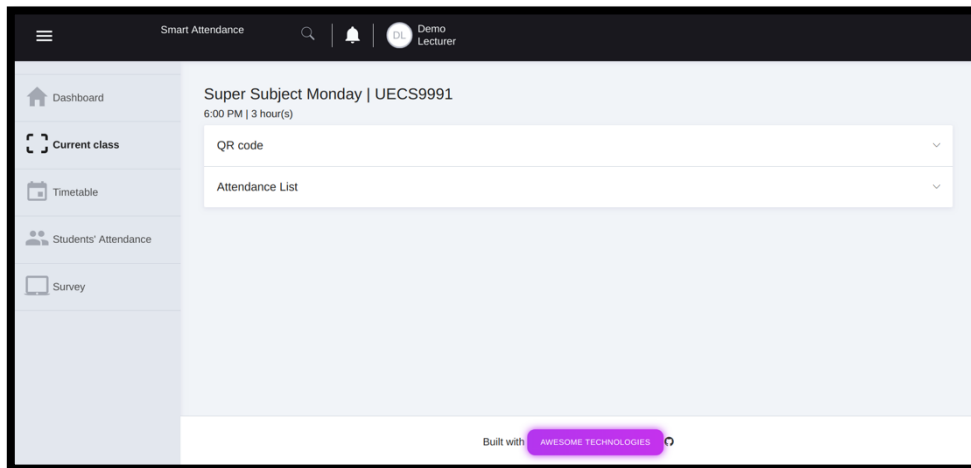 Smart Attendance
DL
Demo
Lecturer
Dashboard
Current class
Timetable
Students' Attendance
Survey
Super Subject Monday | UECS9991
6:00 PM | 3 hour(s)
QR code
Attendance List
Built with AWESOME TECHNOLOGIES